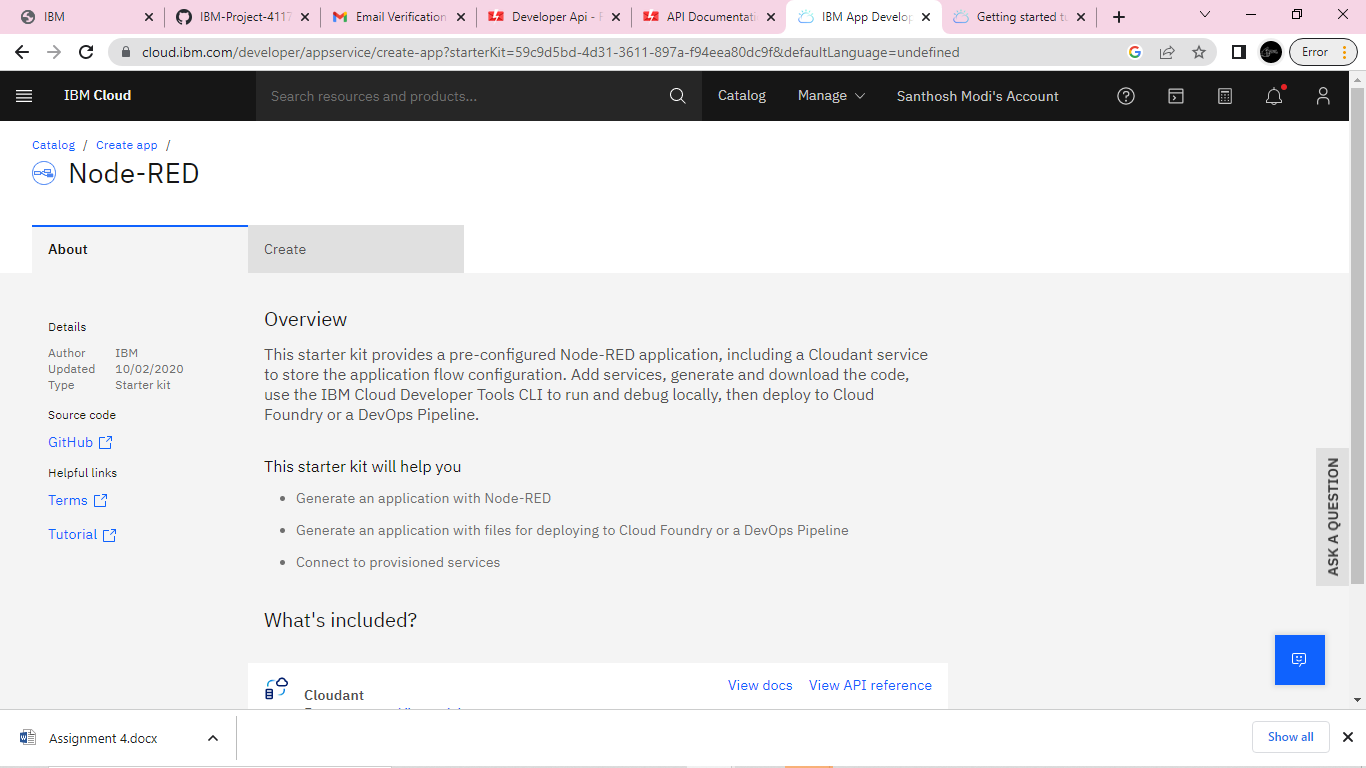 IBM
IBM-Project-4117
Email Verification
Developer Api - F
API Documentati
IBM App Develop
Getting started t
cloud.ibm.com/developer/appservice/create-app?starterKit=59c9d5bd-4d31-3611-897a-f94eea80dc9f&defaultLanguage=undefined
Error
IBM Cloud
Search resources and products...
Catalog
Manage
Santhosh Modi's Account
Catalog / Create app /
Node-RED
About
Create
Details
Author IBM
Updated 10/02/2020
Type Starter kit
Source code
GitHub
Helpful links
Terms
Tutorial
Overview
This starter kit provides a pre-configured Node-RED application, including a Cloudant service
to store the application flow configuration. Add services, generate and download the code,
use the IBM Cloud Developer Tools CLI to run and debug locally, then deploy to Cloud
Foundry or a DevOps Pipeline.
This starter kit will help you
• Generate an application with Node-RED
• Generate an application with files for deploying to Cloud Foundry or a DevOps Pipeline
• Connect to provisioned services
What's included?
Cloudant
View docs
View API reference
ASK A QUESTION
Assignment 4.docx
Show all